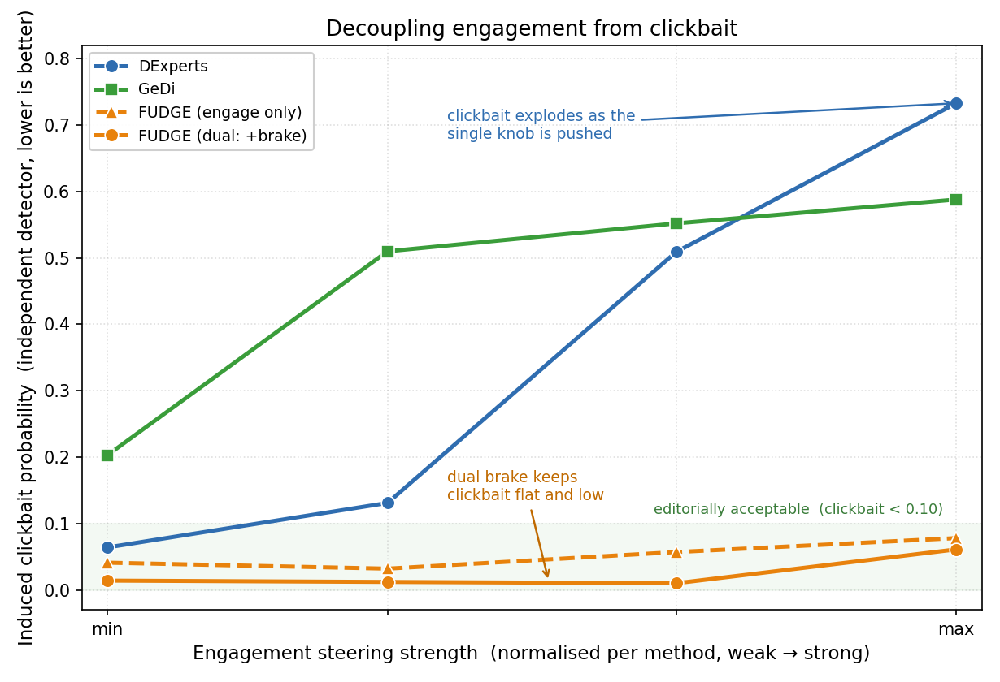 Decoupling engagement from clickbait
Induced clickbait probability  (independent detector, lower is better)
0.8
0.7
0.6
0.5
0.4
0.3
0.2
0.1
0.0
DExperts
GeDi
FUDGE (engage only)
FUDGE (dual: +brake)
clickbait explodes as the
single knob is pushed
dual brake keeps
clickbait flat and low
editorially acceptable  (clickbait < 0.10)
min
max
Engagement steering strength  (normalised per method, weak → strong)